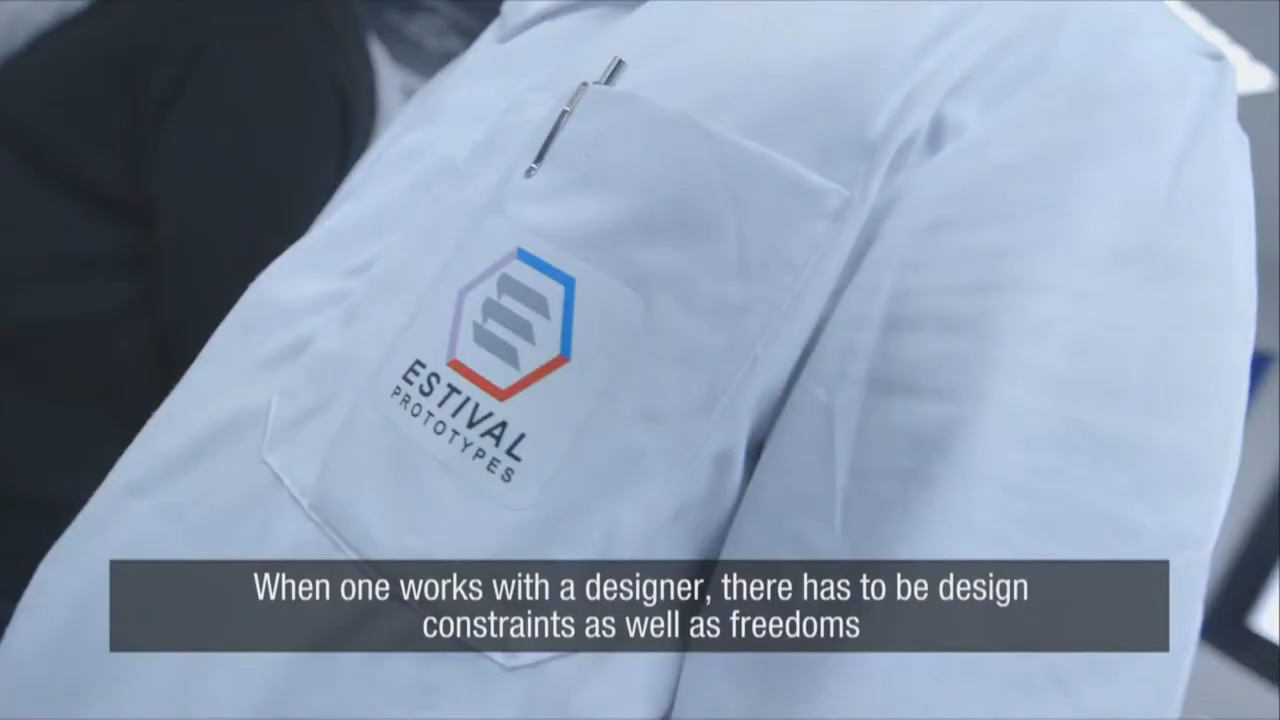 ESTIVAL
PROTOTYPES
When one works with a designer, there has to be design
constraints as well as freedoms